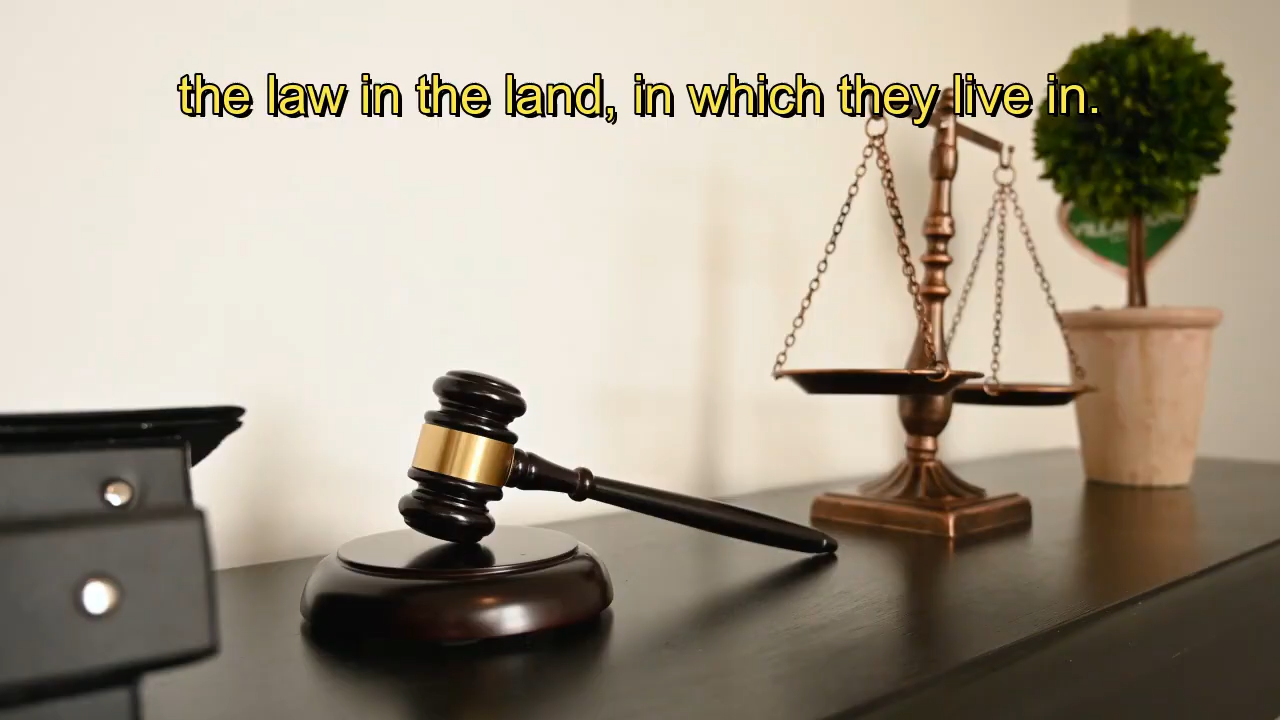 the law in the land, in which they live in.